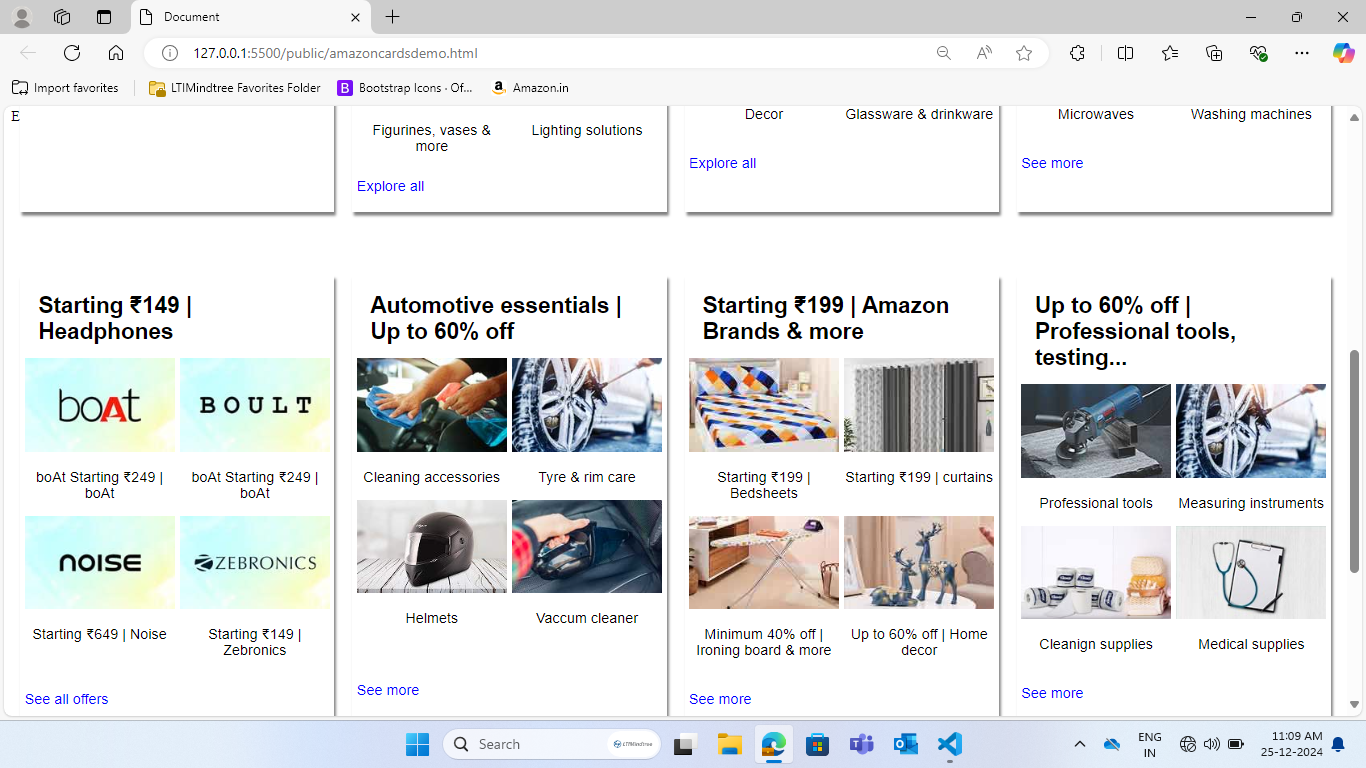 Document
127.0.0.1:5500/public/amazoncardsdemo.html
Import favorites
LTIMindtree Favorites Folder
Bootstrap Icons · Of...
Amazon.in
E
Figurines, vases &
more
Lighting solutions
Explore all
Decor
Glassware & drinkware
Explore all
Microwaves
Washing machines
See more
Starting ₹149 |
Headphones
boAt
BOULT
boAt Starting ₹249 |
boAt
boAt Starting ₹249 |
boAt
noise
ZEBRONICS
Starting ₹649 | Noise
Starting ₹149 |
Zebronics
See all offers
Automotive essentials |
Up to 60% off
Cleaning accessories
Tyre & rim care
Helmets
Vaccum cleaner
See more
Starting ₹199 | Amazon
Brands & more
Starting ₹199 |
Bedsheets
Starting ₹199 | curtains
Minimum 40% off |
Ironing board & more
Up to 60% off | Home
decor
See more
Up to 60% off |
Professional tools,
testing...
Professional tools
Measuring instruments
Cleanign supplies
Medical supplies
See more
Search
LTIMindtree
ENG
IN
11:09 AM
25-12-2024